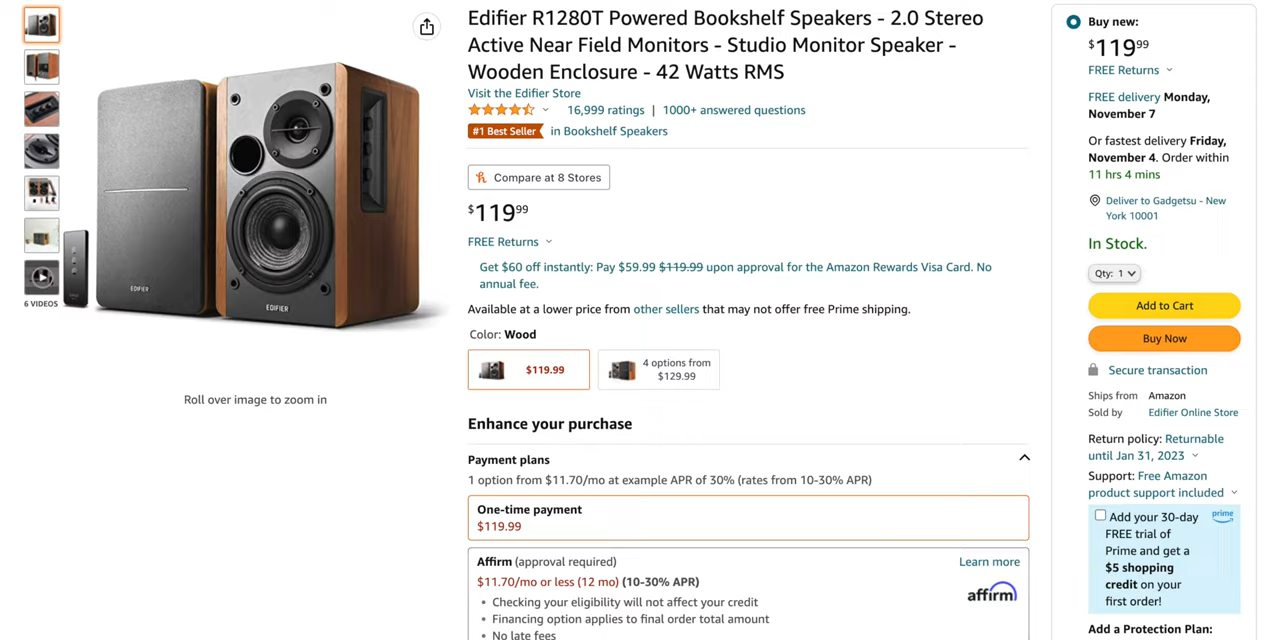 EDIFIER
EDIFIER
6 VIDEOS
Roll over image to zoom in
Edifier R1280T Powered Bookshelf Speakers - 2.0 Stereo
Active Near Field Monitors - Studio Monitor Speaker -
Wooden Enclosure - 42 Watts RMS
Visit the Edifier Store
16,999 ratings | 1000+ answered questions
#1 Best Seller in Bookshelf Speakers
Compare at 8 Stores
$11999
FREE Returns
Get $60 off instantly: Pay $59.99 $119.99 upon approval for the Amazon Rewards Visa Card. No
annual fee.
Available at a lower price from other sellers that may not offer free Prime shipping.
Color: Wood
$119.99
4 options from
$129.99
Enhance your purchase
Payment plans
1 option from $11.70/mo at example APR of 30% (rates from 10-30% APR)
One-time payment
$119.99
Affirm (approval required)
Learn more
$11.70/mo or less (12 mo) (10-30% APR)
affirm
• Checking your eligibility will not affect your credit
• Financing option applies to final order total amount
• No late fees
Buy new:
$11999
FREE Returns
FREE delivery Monday,
November 7
Or fastest delivery Friday,
November 4. Order within
11 hrs 4 mins
Deliver to Gadgetsu - New
York 10001
In Stock.
Qty: 1
Add to Cart
Buy Now
Secure transaction
Ships from Amazon
Sold by Edifier Online Store
Return policy: Returnable
until Jan 31, 2023
Support: Free Amazon
product support included
Add your 30-day
prime
FREE trial of
Prime and get a
$5 shopping
credit on your
first order!
Add a Protection Plan: